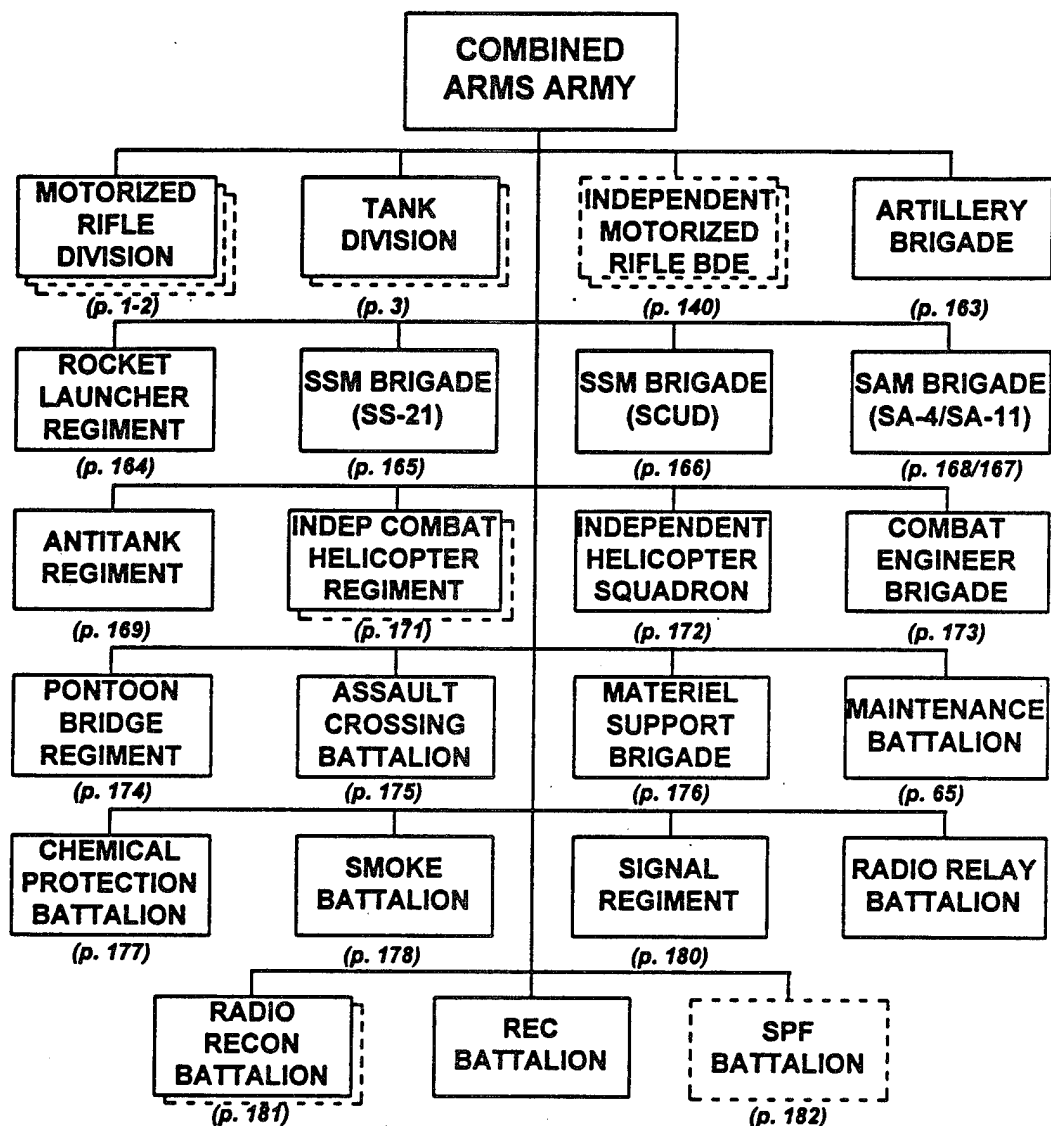 COMBINED
ARMS ARMY
MOTORIZED
RIFLE
DIVISION
(p. 1-2)
TANK
DIVISION
(p. 3)
INDEPENDENT
MOTORIZED
RIFLE BDE
(p. 140)
ARTILLERY
BRIGADE
(p. 163)
ROCKET
LAUNCHER
REGIMENT
(p. 164)
SSM BRIGADE
(SS-21)
(p. 165)
SSM BRIGADE
(SCUD)
(p. 166)
SAM BRIGADE
(SA-4/SA-11)
(p. 168/167)
ANTITANK
REGIMENT
(p. 169)
INDEP COMBAT
HELICOPTER
REGIMENT
(p. 171)
INDEPENDENT
HELICOPTER
SQUADRON
(p. 172)
COMBAT
ENGINEER
BRIGADE
(p. 173)
PONTOON
BRIDGE
REGIMENT
(p. 174)
ASSAULT
CROSSING
BATTALION
(p. 175)
MATERIEL
SUPPORT
BRIGADE
(p. 176)
MAINTENANCE
BATTALION
(p. 65)
CHEMICAL
PROTECTION
BATTALION
(p. 177)
SMOKE
BATTALION
(p. 178)
SIGNAL
REGIMENT
(p. 180)
RADIO RELAY
BATTALION
RADIO
RECON
BATTALION
(p. 181)
REC
BATTALION
SPF
BATTALION
(p. 182)